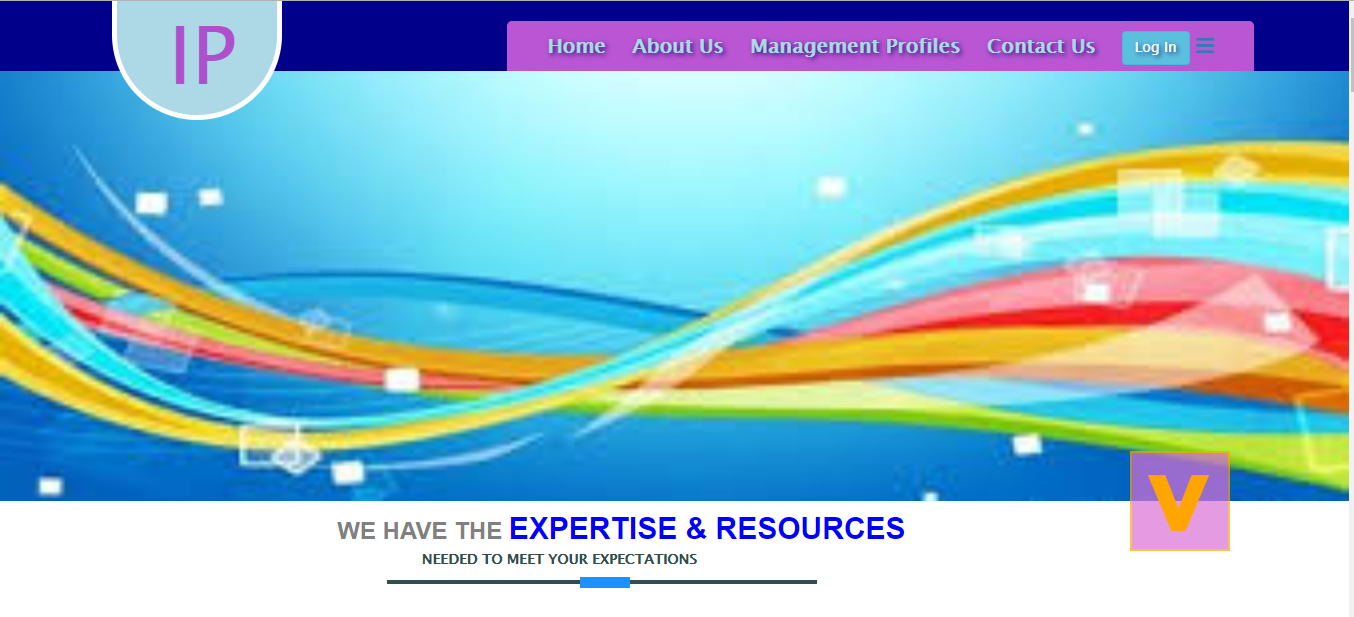 IP
Home About Us Management Profiles Contact Us Log In
V
WE HAVE THE EXPERTISE & RESOURCES
NEEDED TO MEET YOUR EXPECTATIONS